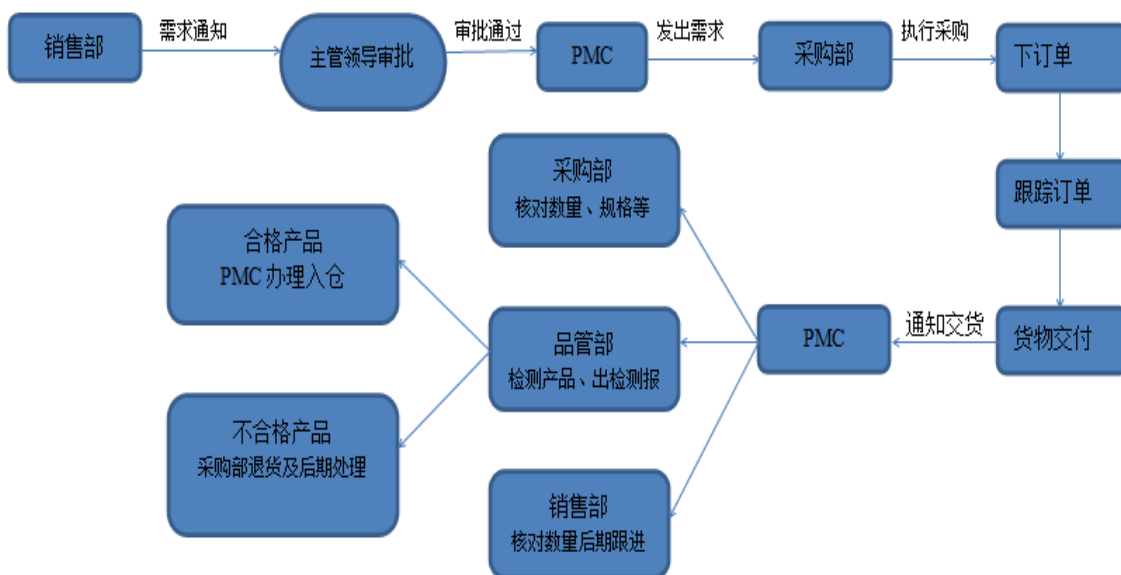 销售部
需求通知
主管领导审批
审批通过
PMC
发出需求
采购部
执行采购
下订单
跟踪订单
货物交付
通知交货
PMC
采购部
核对数量、规格等
品管部
检测产品、出检测报
销售部
核对数量后期跟进
合格产品
PMC 办理入仓
不合格产品
采购部退货及后期处理